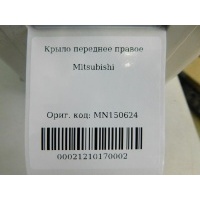 Крыло переднее правое
Mitsubishi
Ориг. код: MN150624
00021210170002